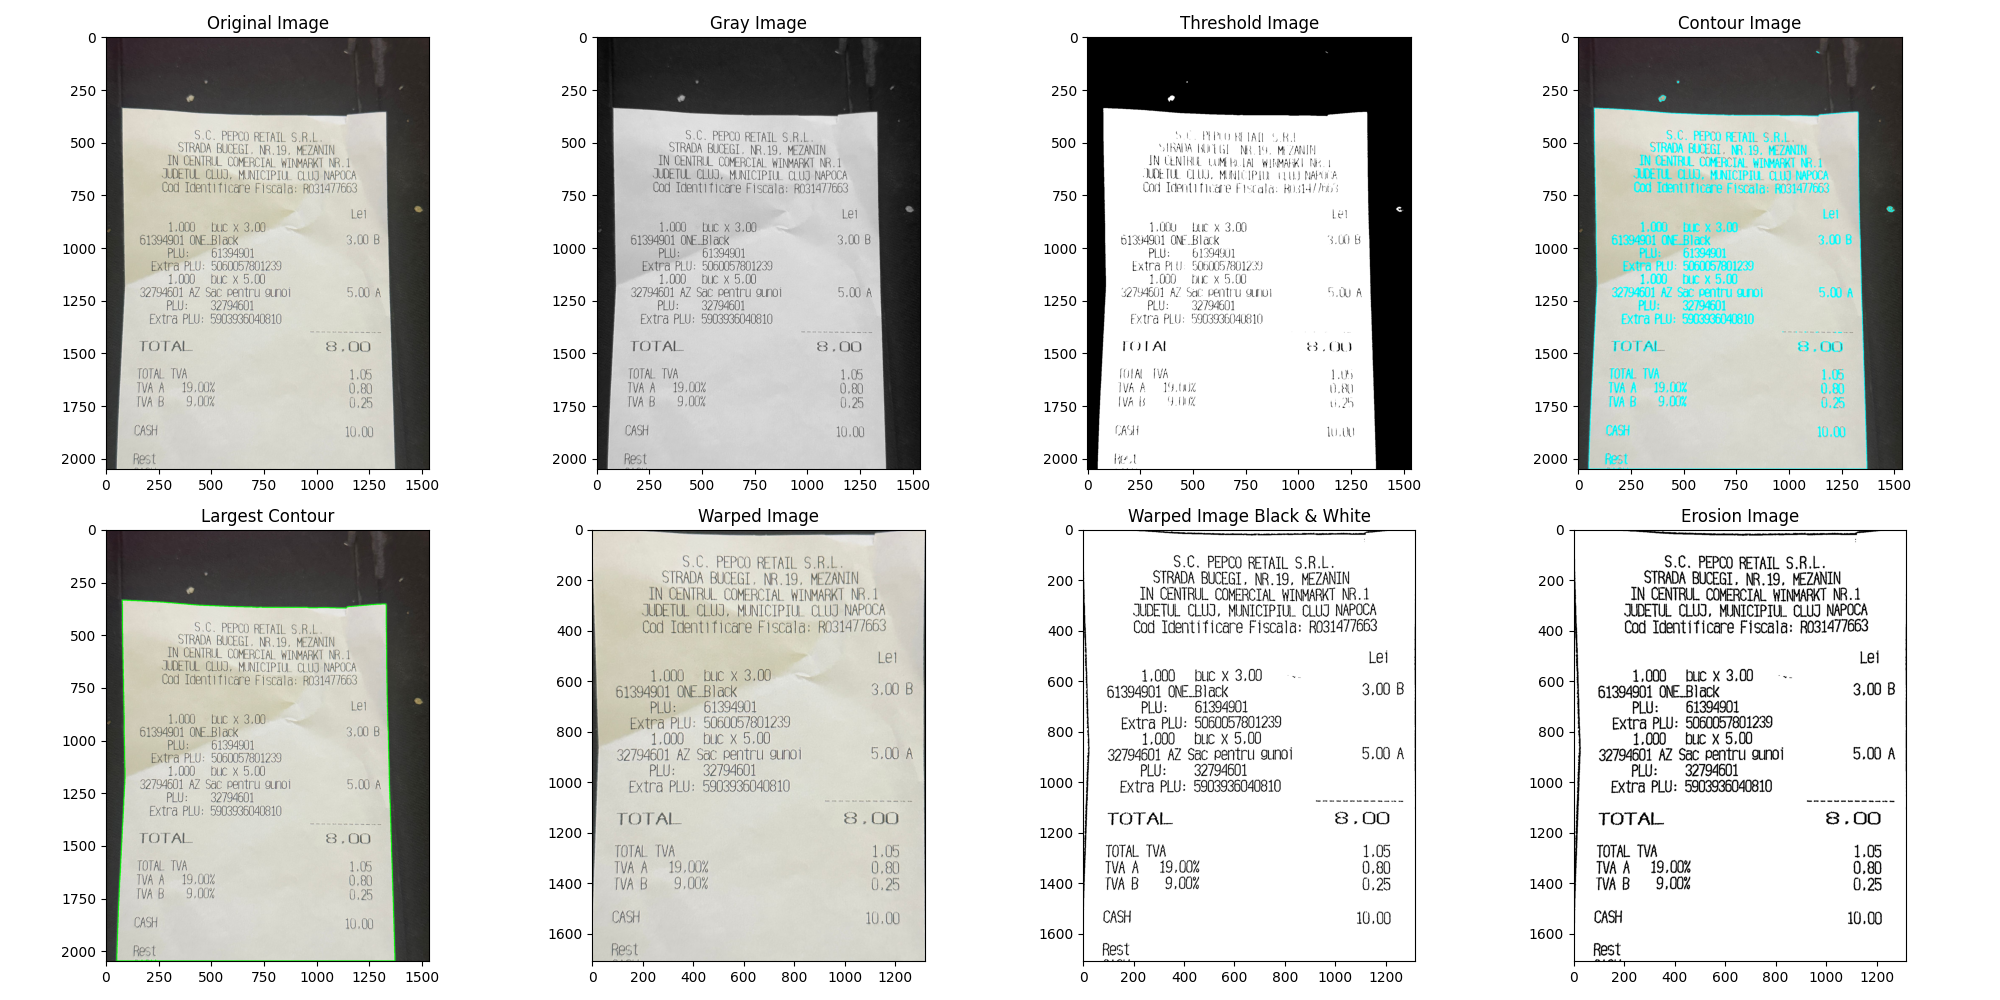 Original Image
0
250
500
750
1000
1250
1500
1750
2000
S.C. PEPCO RETAIL S.R.L.
STRADA BUCEGI. NR.19. MEZANIN
IN CENTRUL COMERCIAL WINMARKT NR.1
JUDETUL CLUJ, MUNICIPIUL CLUJ NAPOCA
Cod Identificare Fiscala: RO31477663
Lei
1.000 buc x 3.00
61394901 ONE_Black 3.00 B
PLU: 61394901
Extra PLU: 5060057801239
1.000 buc x 5.00
32794601 AZ Sac pentru gunoi 5.00 A
PLU: 32794601
Extra PLU: 5903936040810
TOTAL 8.00
TOTAL TVA 1.05
TVA A 19.00% 0.80
TVA B 9.00% 0.25
CASH 10.00
Rest
0 250 500 750 1000 1250 1500
Gray Image
0
250
500
750
1000
1250
1500
1750
2000
S.C. PEPCO RETAIL S.R.L.
STRADA BUCEGI. NR.19. MEZANIN
IN CENTRUL COMERCIAL WINMARKT NR.1
JUDETUL CLUJ, MUNICIPIUL CLUJ NAPOCA
Cod Identificare Fiscala: RO31477663
Lei
1.000 buc x 3.00
61394901 ONE_Black 3.00 B
PLU: 61394901
Extra PLU: 5060057801239
1.000 buc x 5.00
32794601 AZ Sac pentru gunoi 5.00 A
PLU: 32794601
Extra PLU: 5903936040810
TOTAL 8.00
TOTAL TVA 1.05
TVA A 19.00% 0.80
TVA B 9.00% 0.25
CASH 10.00
Rest
0 250 500 750 1000 1250 1500
Threshold Image
0
250
500
750
1000
1250
1500
1750
2000
S.C. PEPCO RETAIL S.R.L.
STRADA BUCEGI. NR.19. MEZANIN
IN CENTRUL COMERCIAL WINMARKT NR.1
JUDETUL CLUJ, MUNICIPIUL CLUJ NAPOCA
Cod Identificare Fiscala: RO31477663
Lei
1.000 buc x 3.00
61394901 ONE_Black 3.00 B
PLU: 61394901
Extra PLU: 5060057801239
1.000 buc x 5.00
32794601 AZ Sac pentru gunoi 5.00 A
PLU: 32794601
Extra PLU: 5903936040810
TOTAL 8.00
TOTAL TVA 1.05
TVA A 19.00% 0.80
TVA B 9.00% 0.25
CASH 10.00
Rest
0 250 500 750 1000 1250 1500
Contour Image
0
250
500
750
1000
1250
1500
1750
2000
S.C. PEPCO RETAIL S.R.L.
STRADA BUCEGI. NR.19. MEZANIN
IN CENTRUL COMERCIAL WINMARKT NR.1
JUDETUL CLUJ, MUNICIPIUL CLUJ NAPOCA
Cod Identificare Fiscala: RO31477663
Lei
1.000 buc x 3.00
61394901 ONE_Black 3.00 B
PLU: 61394901
Extra PLU: 5060057801239
1.000 buc x 5.00
32794601 AZ Sac pentru gunoi 5.00 A
PLU: 32794601
Extra PLU: 5903936040810
TOTAL 8.00
TOTAL TVA 1.05
TVA A 19.00% 0.80
TVA B 9.00% 0.25
CASH 10.00
Rest
0 250 500 750 1000 1250 1500
Largest Contour
0
250
500
750
1000
1250
1500
1750
2000
S.C. PEPCO RETAIL S.R.L.
STRADA BUCEGI. NR.19. MEZANIN
IN CENTRUL COMERCIAL WINMARKT NR.1
JUDETUL CLUJ, MUNICIPIUL CLUJ NAPOCA
Cod Identificare Fiscala: RO31477663
Lei
1.000 buc x 3.00
61394901 ONE_Black 3.00 B
PLU: 61394901
Extra PLU: 5060057801239
1.000 buc x 5.00
32794601 AZ Sac pentru gunoi 5.00 A
PLU: 32794601
Extra PLU: 5903936040810
TOTAL 8.00
TOTAL TVA 1.05
TVA A 19.00% 0.80
TVA B 9.00% 0.25
CASH 10.00
Rest
0 250 500 750 1000 1250 1500
Warped Image
0
200
400
600
800
1000
1200
1400
1600
S.C. PEPCO RETAIL S.R.L.
STRADA BUCEGI. NR.19. MEZANIN
IN CENTRUL COMERCIAL WINMARKT NR.1
JUDETUL CLUJ, MUNICIPIUL CLUJ NAPOCA
Cod Identificare Fiscala: RO31477663
Lei
1.000 buc x 3.00
61394901 ONE_Black 3.00 B
PLU: 61394901
Extra PLU: 5060057801239
1.000 buc x 5.00
32794601 AZ Sac pentru gunoi 5.00 A
PLU: 32794601
Extra PLU: 5903936040810
TOTAL 8.00
TOTAL TVA 1.05
TVA A 19.00% 0.80
TVA B 9.00% 0.25
CASH 10.00
Rest
0 200 400 600 800 1000 1200
Warped Image Black & White
0
200
400
600
800
1000
1200
1400
1600
S.C. PEPCO RETAIL S.R.L.
STRADA BUCEGI. NR.19. MEZANIN
IN CENTRUL COMERCIAL WINMARKT NR.1
JUDETUL CLUJ, MUNICIPIUL CLUJ NAPOCA
Cod Identificare Fiscala: RO31477663
Lei
1.000 buc x 3.00
61394901 ONE_Black 3.00 B
PLU: 61394901
Extra PLU: 5060057801239
1.000 buc x 5.00
32794601 AZ Sac pentru gunoi 5.00 A
PLU: 32794601
Extra PLU: 5903936040810
TOTAL 8.00
TOTAL TVA 1.05
TVA A 19.00% 0.80
TVA B 9.00% 0.25
CASH 10.00
Rest
0 200 400 600 800 1000 1200
Erosion Image
0
200
400
600
800
1000
1200
1400
1600
S.C. PEPCO RETAIL S.R.L.
STRADA BUCEGI. NR.19. MEZANIN
IN CENTRUL COMERCIAL WINMARKT NR.1
JUDETUL CLUJ, MUNICIPIUL CLUJ NAPOCA
Cod Identificare Fiscala: RO31477663
Lei
1.000 buc x 3.00
61394901 ONE_Black 3.00 B
PLU: 61394901
Extra PLU: 5060057801239
1.000 buc x 5.00
32794601 AZ Sac pentru gunoi 5.00 A
PLU: 32794601
Extra PLU: 5903936040810
TOTAL 8.00
TOTAL TVA 1.05
TVA A 19.00% 0.80
TVA B 9.00% 0.25
CASH 10.00
Rest
0 200 400 600 800 1000 1200